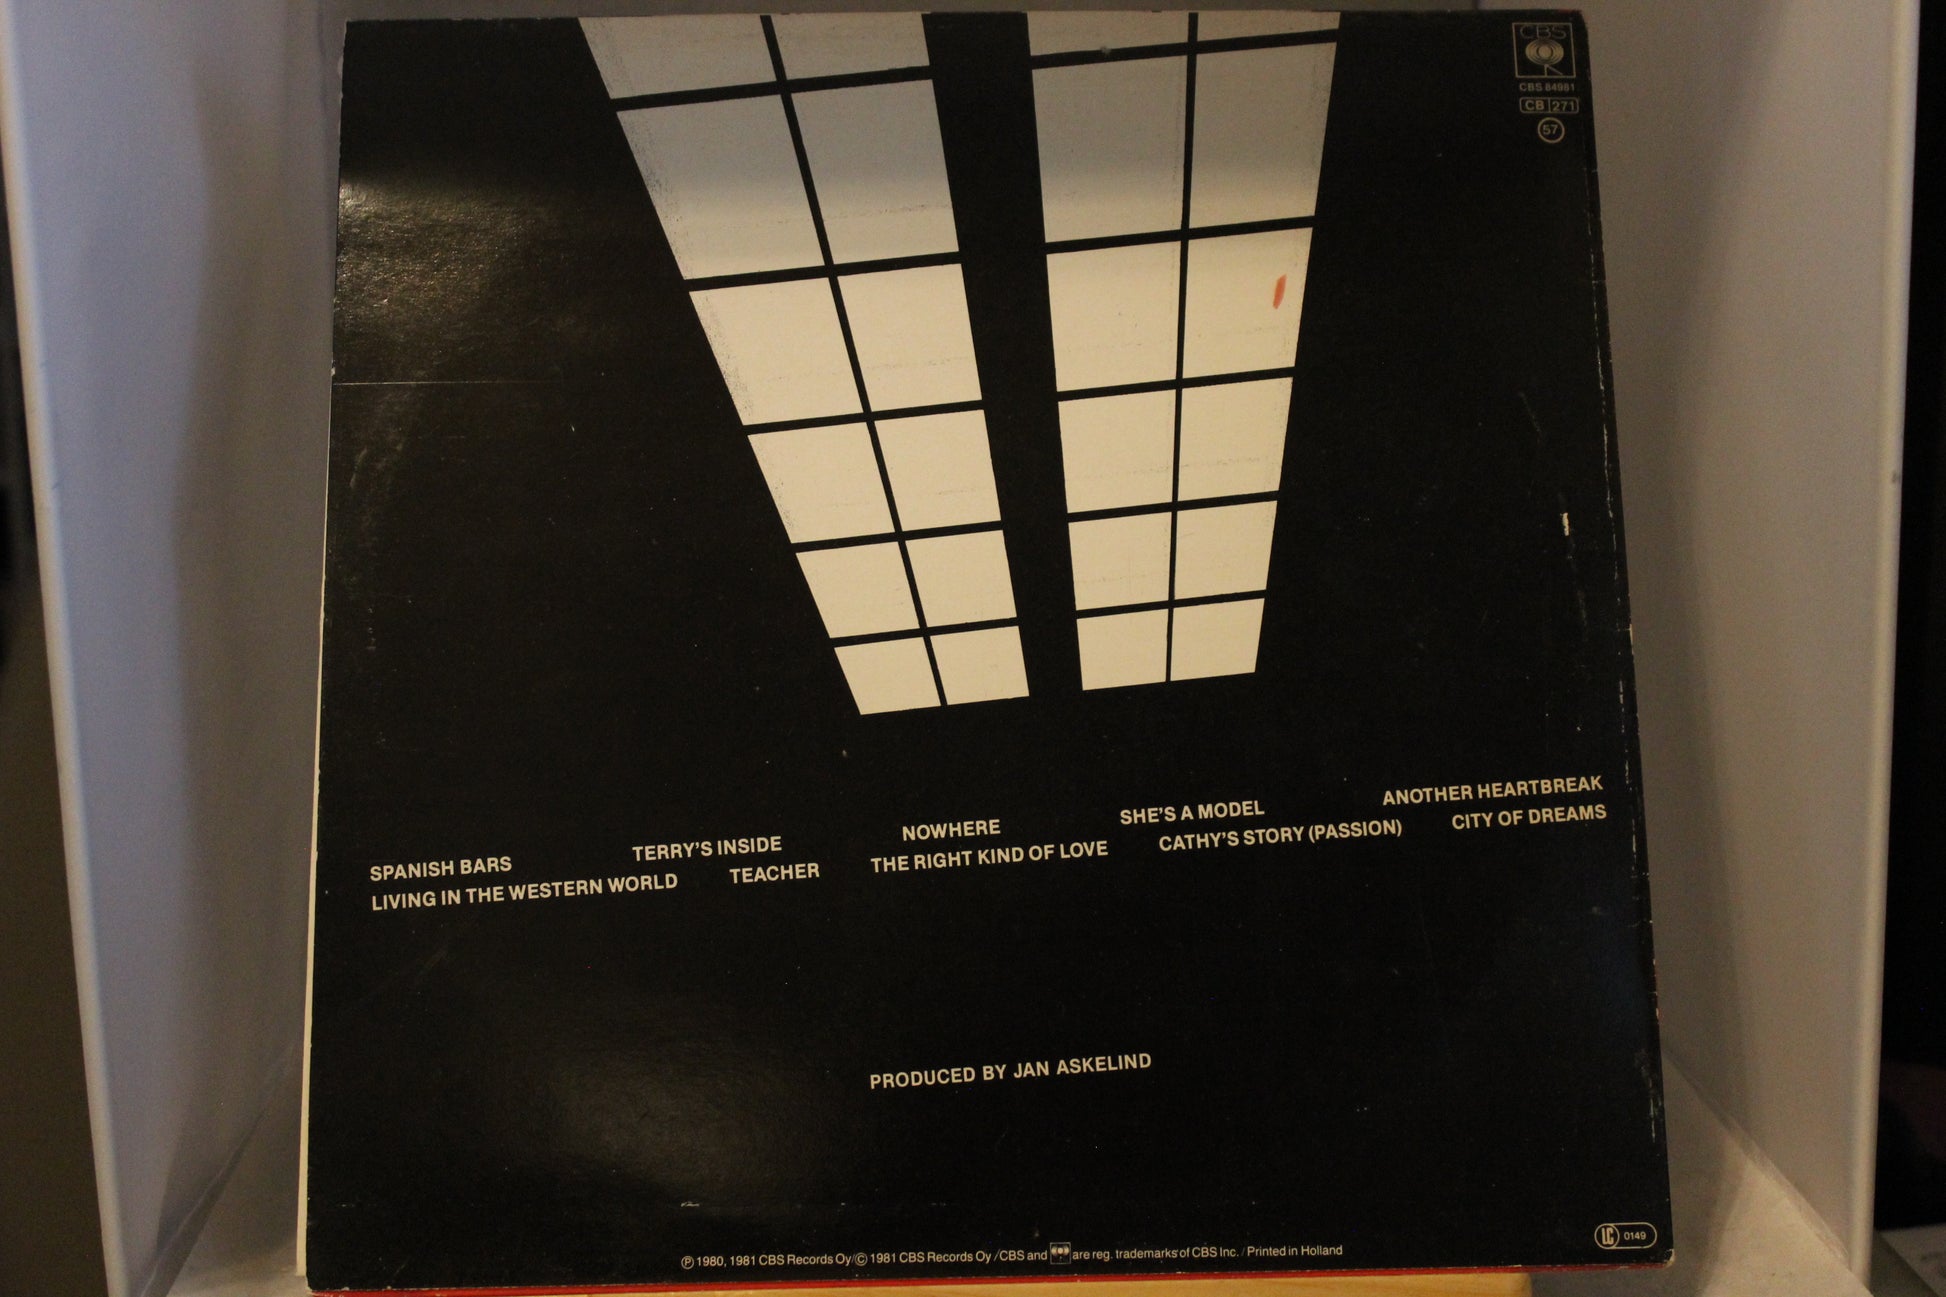 CBS
CBS 84981
CB 271
57
SPANISH BARS TERRY'S INSIDE NOWHERE SHE'S A MODEL ANOTHER HEARTBREAK
LIVING IN THE WESTERN WORLD TEACHER THE RIGHT KIND OF LOVE CATHY'S STORY (PASSION) CITY OF DREAMS
PRODUCED BY JAN ASKELIND
LC 0149
℗ 1980, 1981 CBS Records Oy/© 1981 CBS Records Oy /CBS and are reg. trademarks of CBS Inc. / Printed in Holland